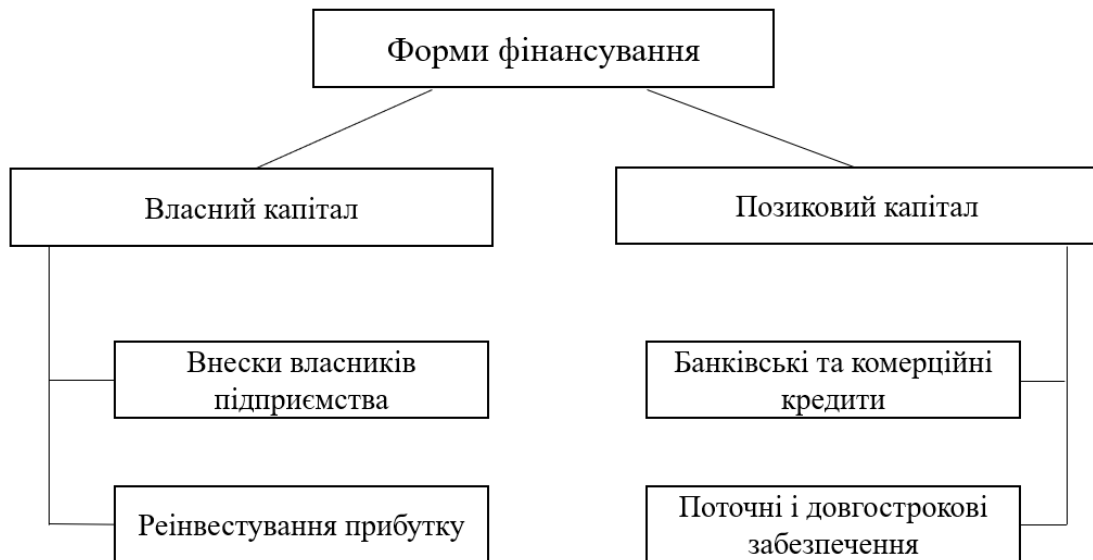 Форми фінансування
Власний капітал
Позиковий капітал
Внески власників
підприємства
Банківські та комерційні
кредити
Реінвестування прибутку
Поточні і довгострокові
забезпечення